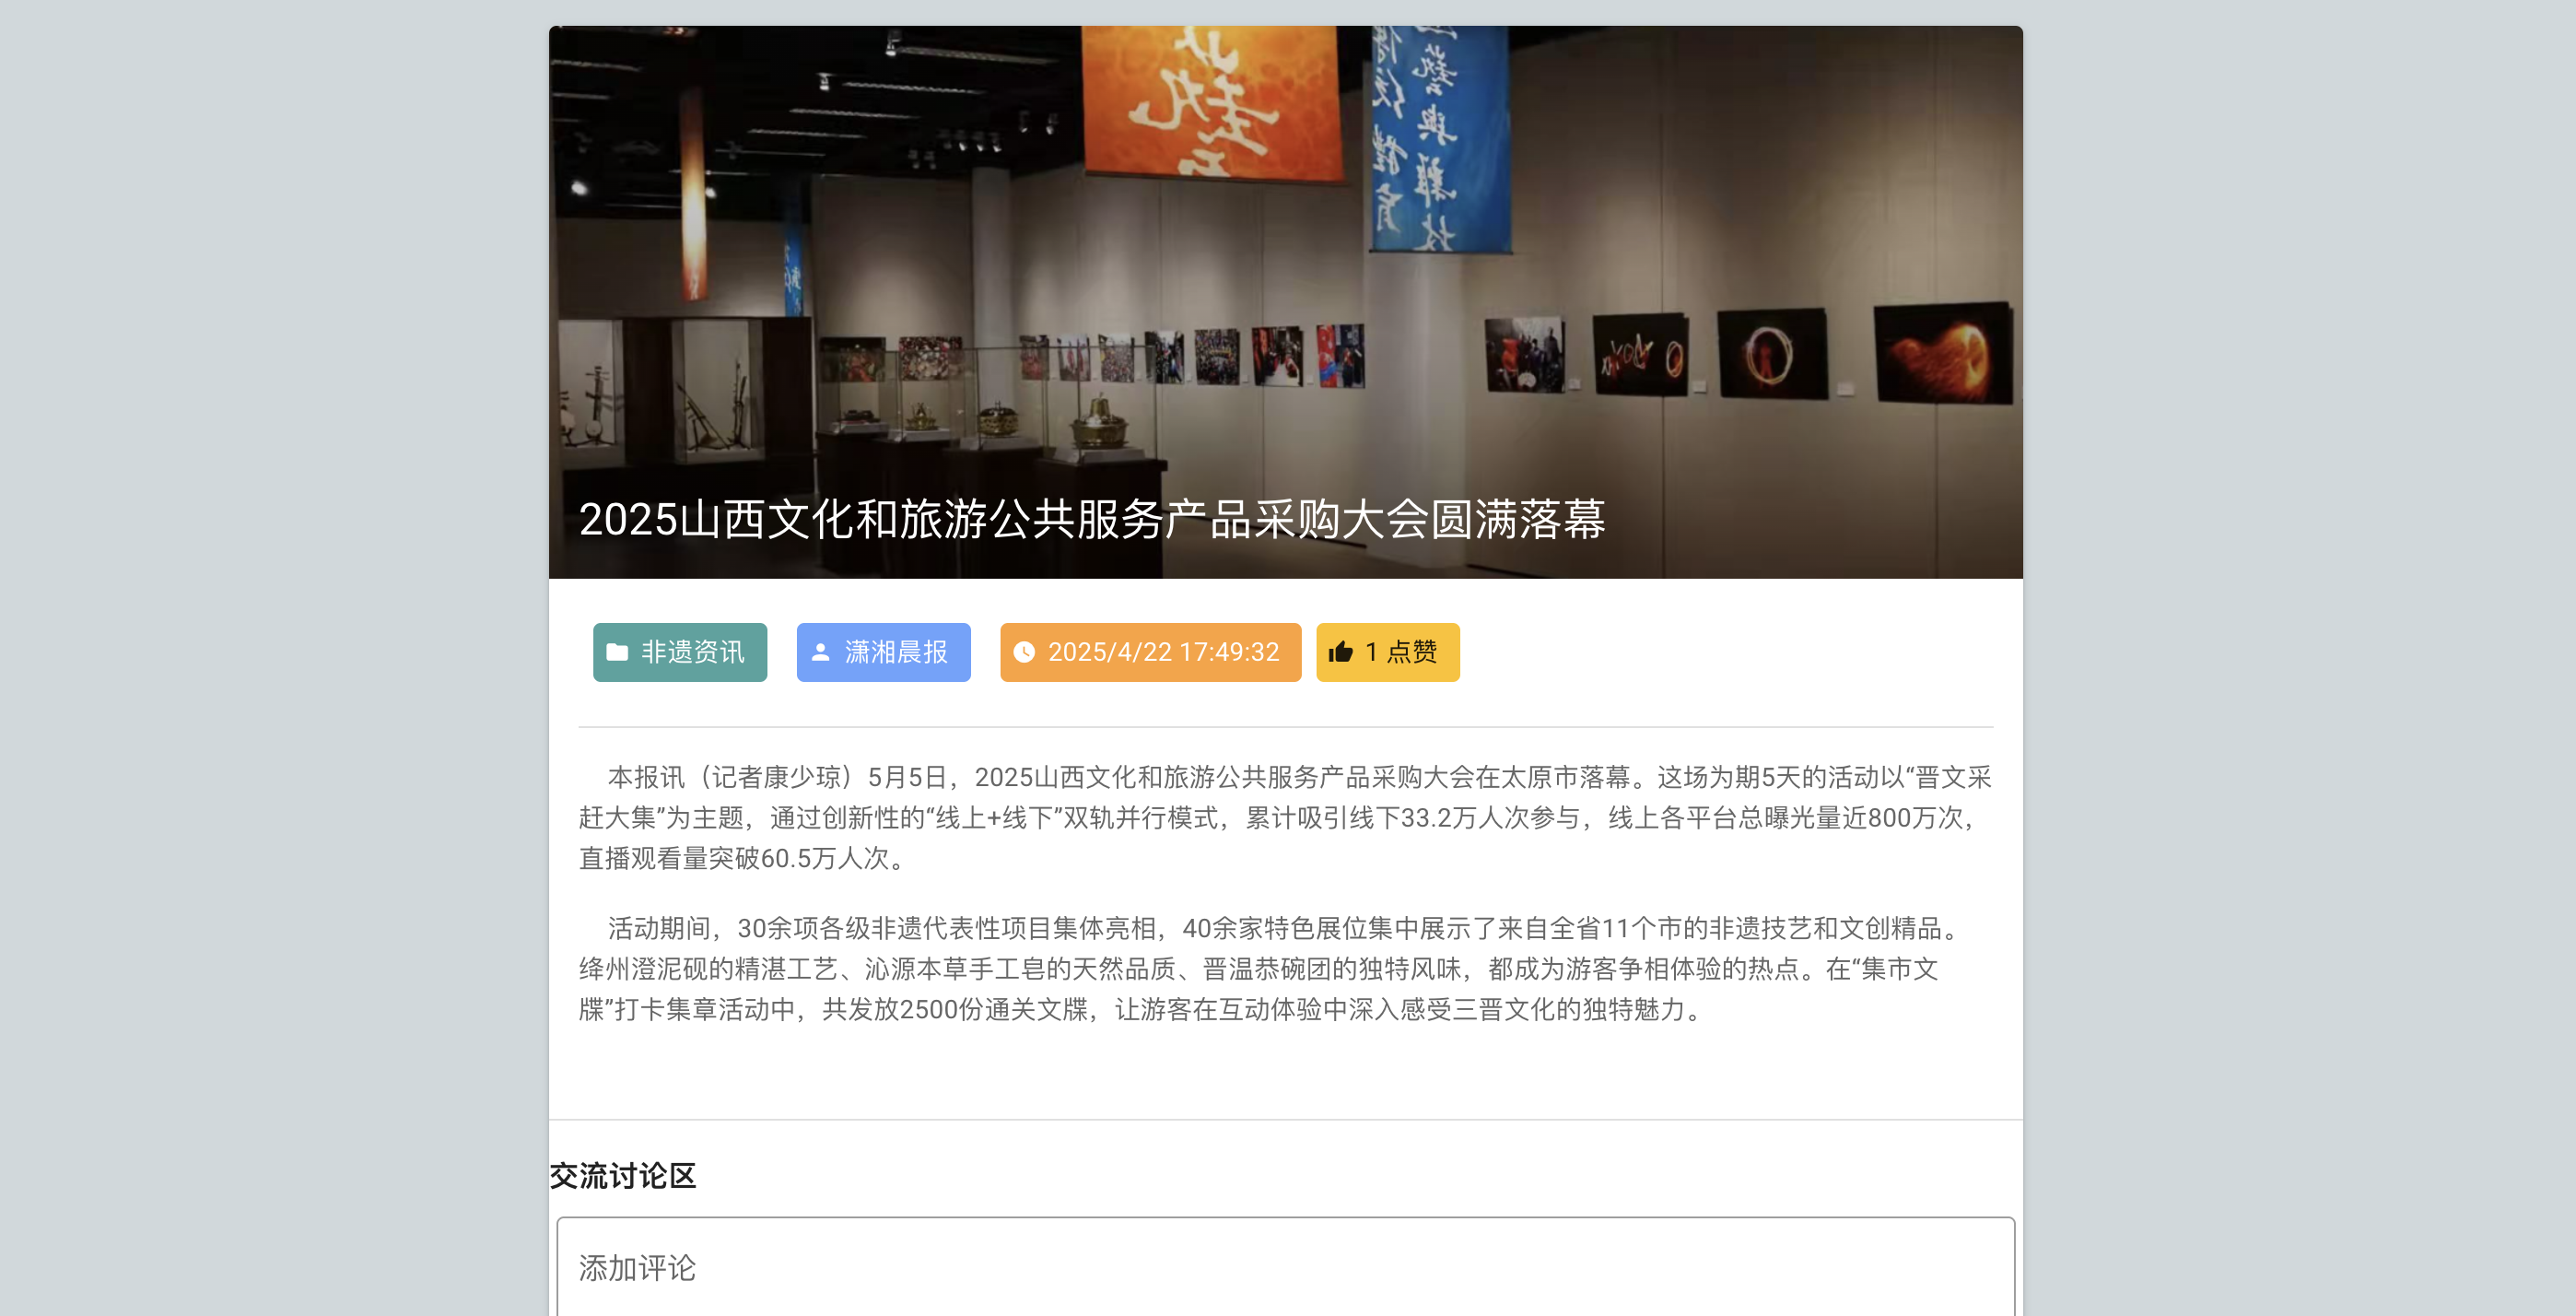 2025山西文化和旅游公共服务产品采购大会圆满落幕
非遗资讯
潇湘晨报
2025/4/22 17:49:32
1 点赞
本报讯（记者康少琼）5月5日，2025山西文化和旅游公共服务产品采购大会在太原市落幕。这场为期5天的活动以“晋文采
赶大集”为主题，通过创新性的“线上+线下”双轨并行模式，累计吸引线下33.2万人次参与，线上各平台总曝光量近800万次，
直播观看量突破60.5万人次。
活动期间，30余项各级非遗代表性项目集体亮相，40余家特色展位集中展示了来自全省11个市的非遗技艺和文创精品。
绛州澄泥砚的精湛工艺、沁源本草手工皂的天然品质、晋温恭碗团的独特风味，都成为游客争相体验的热点。在“集市文
牒”打卡集章活动中，共发放2500份通关文牒，让游客在互动体验中深入感受三晋文化的独特魅力。
交流讨论区
添加评论